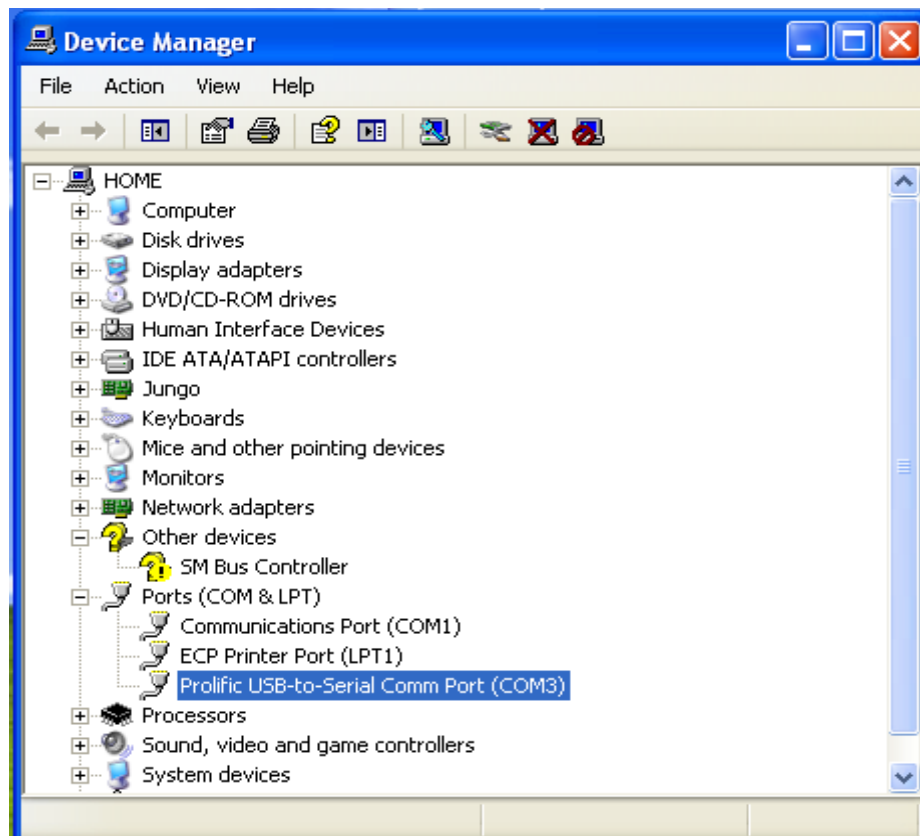 Device Manager
File Action View Help
HOME
Computer
Disk drives
Display adapters
DVD/CD-ROM drives
Human Interface Devices
IDE ATA/ATAPI controllers
Jungo
Keyboards
Mice and other pointing devices
Monitors
Network adapters
Other devices
SM Bus Controller
Ports (COM & LPT)
Communications Port (COM1)
ECP Printer Port (LPT1)
Prolific USB-to-Serial Comm Port (COM3)
Processors
Sound, video and game controllers
System devices